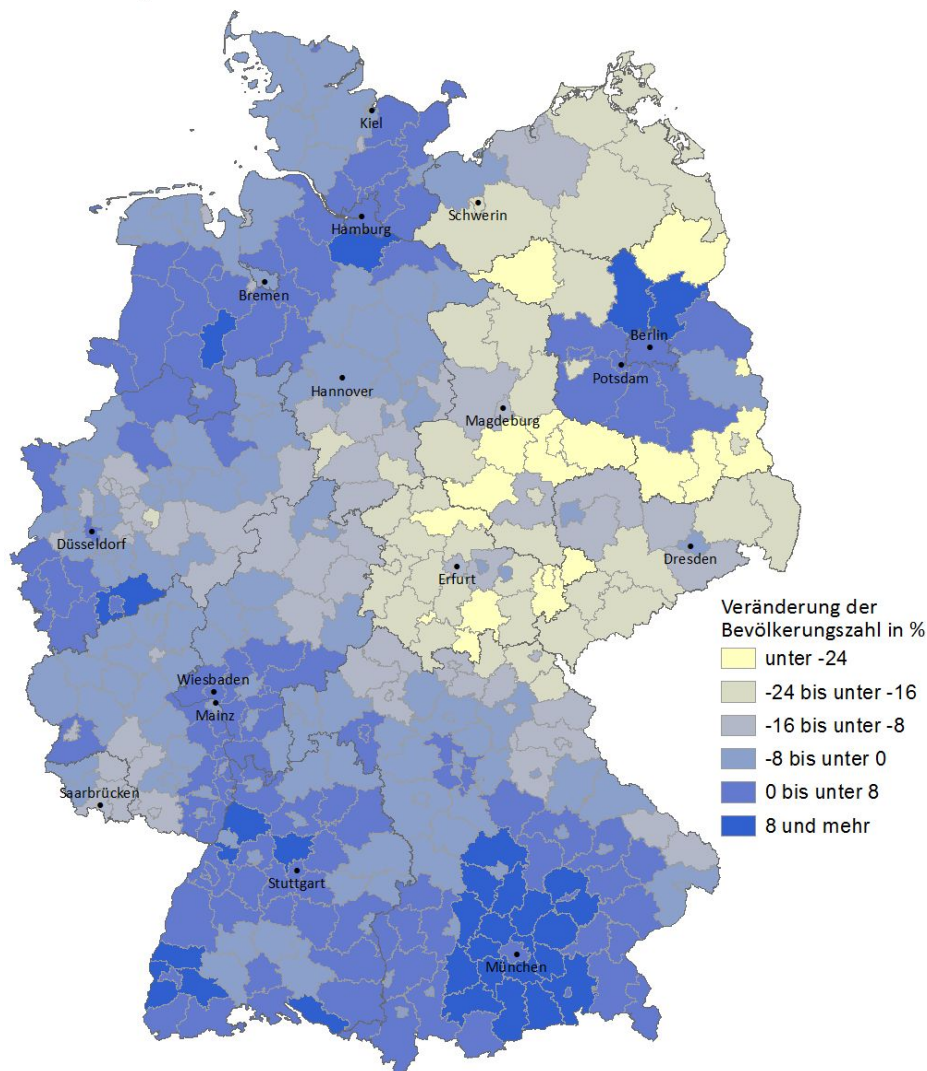 Kiel
Schwerin
Hamburg
Bremen
Berlin
Potsdam
Hannover
Magdeburg
Düsseldorf
Dresden
Erfurt
Veränderung der
Bevölkerungszahl in %
unter -24
-24 bis unter -16
-16 bis unter -8
-8 bis unter 0
0 bis unter 8
8 und mehr
Wiesbaden
Mainz
Saarbrücken
Stuttgart
München